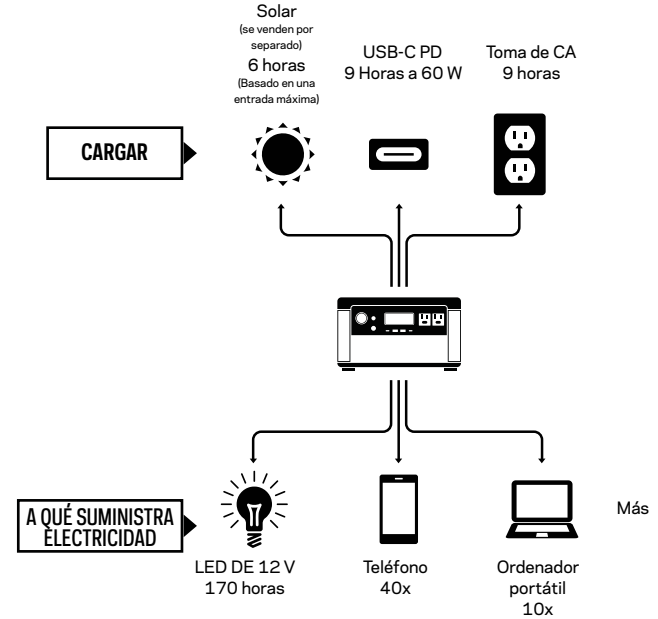 Solar
(se venden por
separado)
6 horas
(Basado en una
entrada máxima)
USB-C PD
9 Horas a 60 W
Toma de CA
9 horas
CARGAR
A QUÉ SUMINISTRA
ÈLECTRICIDAD
LED DE 12 V
170 horas
Teléfono
40x
Ordenador
portátil
10x
Más